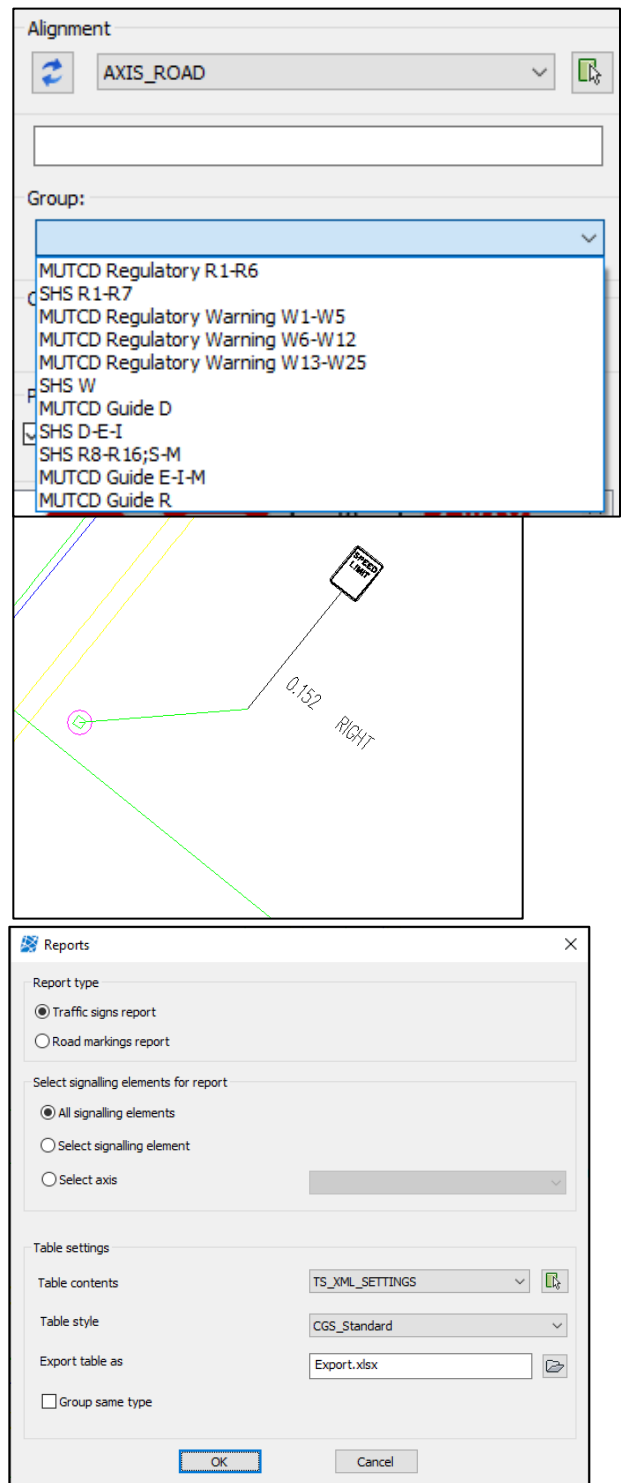 Alignment
AXIS_ROAD
Group:
MUTCD Regulatory R1-R6
SHS R1-R7
MUTCD Regulatory Warning W1-W5
MUTCD Regulatory Warning W6-W12
MUTCD Regulatory Warning W13-W25
SHS W
MUTCD Guide D
SHS D-E-I
SHS R8-R16;S-M
MUTCD Guide E-I-M
MUTCD Guide R
SPEED
LIMIT
0.152 RIGHT
Reports
Report type
Traffic signs report
Road markings report
Select signalling elements for report
All signalling elements
Select signalling element
Select axis
Table settings
Table contents TS_XML_SETTINGS
Table style CGS_Standard
Export table as Export.xlsx
Group same type
OK Cancel